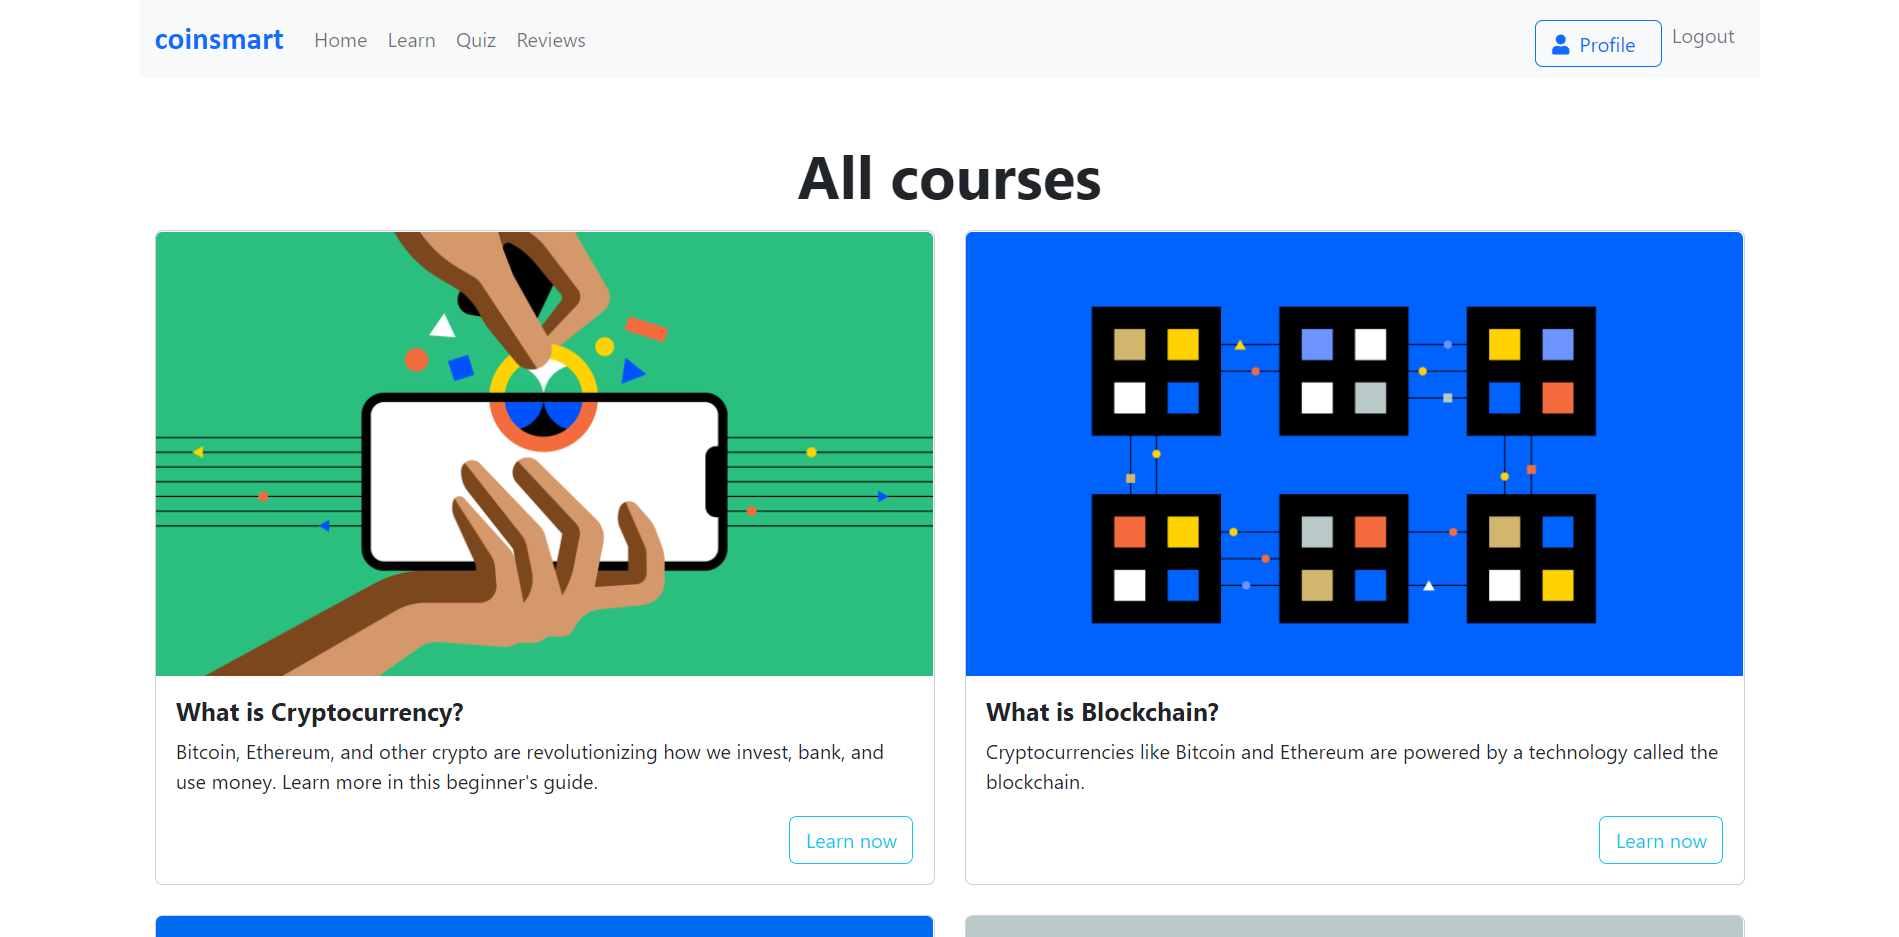 coinsmart Home Learn Quiz Reviews Profile Logout
All courses
What is Cryptocurrency?
Bitcoin, Ethereum, and other crypto are revolutionizing how we invest, bank, and
use money. Learn more in this beginner's guide.
Learn now
What is Blockchain?
Cryptocurrencies like Bitcoin and Ethereum are powered by a technology called the
blockchain.
Learn now